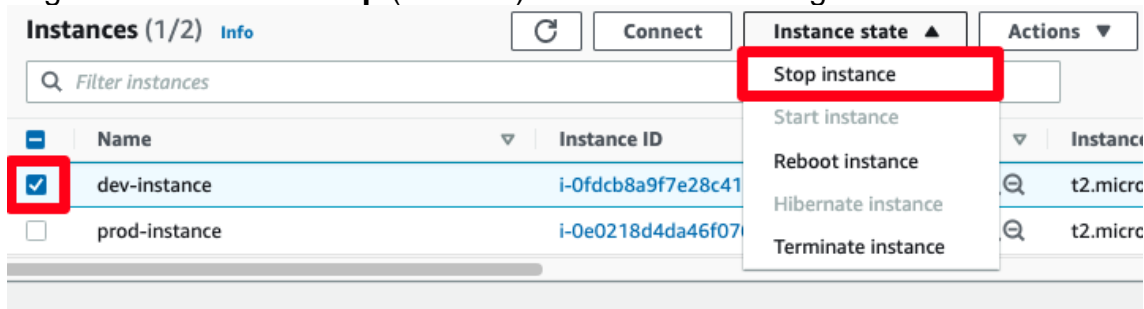 Instances (1/2) Info
Connect
Instance state ▲
Actions ▼
Filter instances
Stop instance
Start instance
Reboot instance
Hibernate instance
Terminate instance
Name
Instance ID
Instance
dev-instance
i-0fdcb8a9f7e28c41
t2.micro
prod-instance
i-0e0218d4da46f07
t2.micro